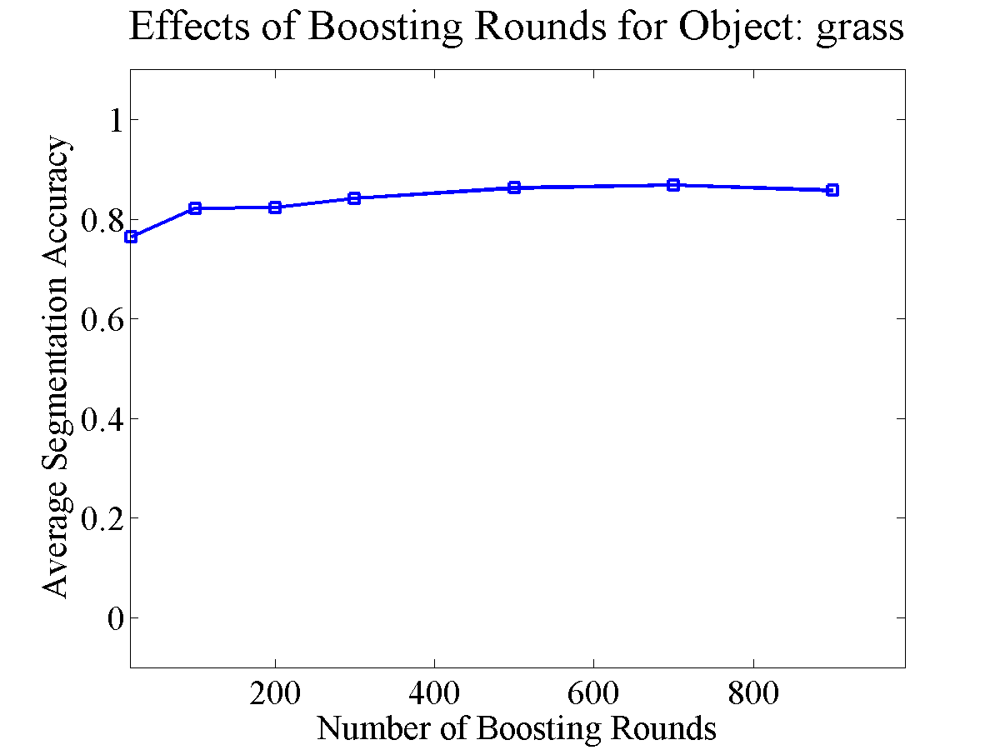 Effects of Boosting Rounds for Object: grass
Average Segmentation Accuracy
1
0.8
0.6
0.4
0.2
0
200 400 600 800
Number of Boosting Rounds